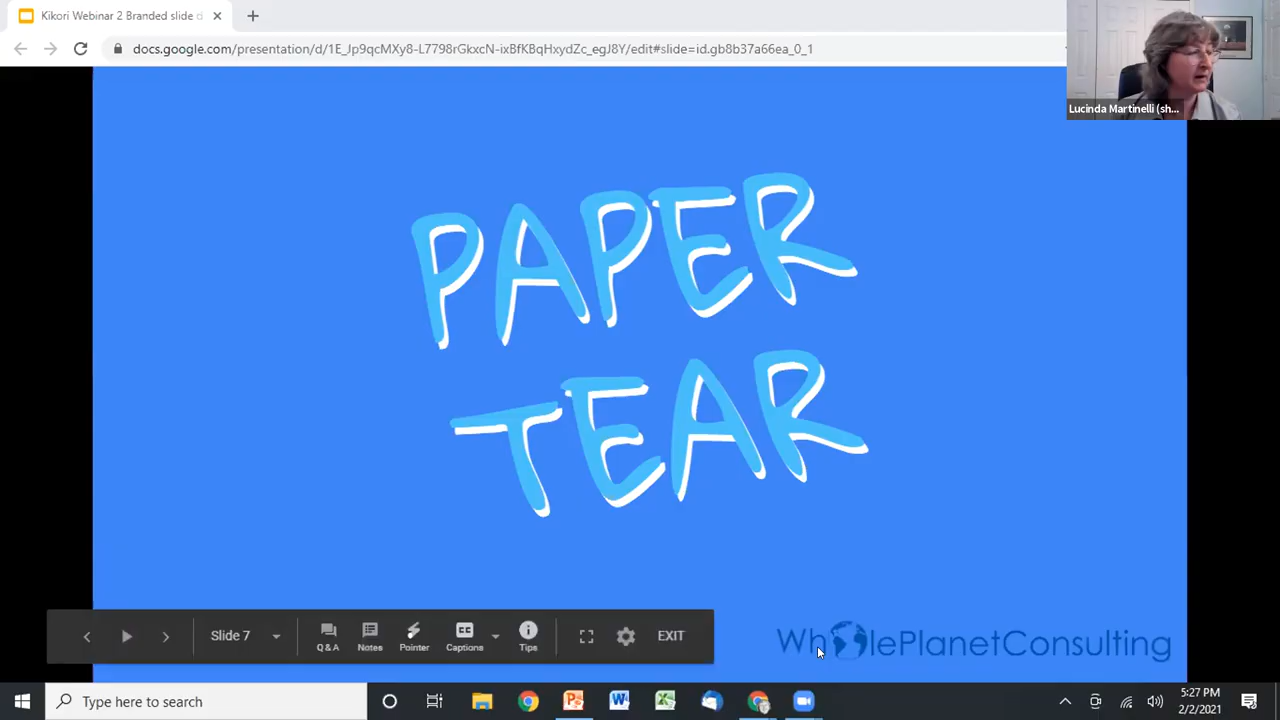 Kikori Webinar 2 Branded slide d
docs.google.com/presentation/d/1E_Jp9qcMXy8-L7798rGkxcN-ixBfKBqHxydZc_egJ8Y/edit#slide=id.gb8b37a66ea_0_1
Lucinda Martinelli (sh...
PAPER
TEAR
Slide 7
Q & A
Notes
Pointer
Captions
Tips
EXIT
WholePlanetConsulting
Type here to search
5:27 PM
2/2/2021